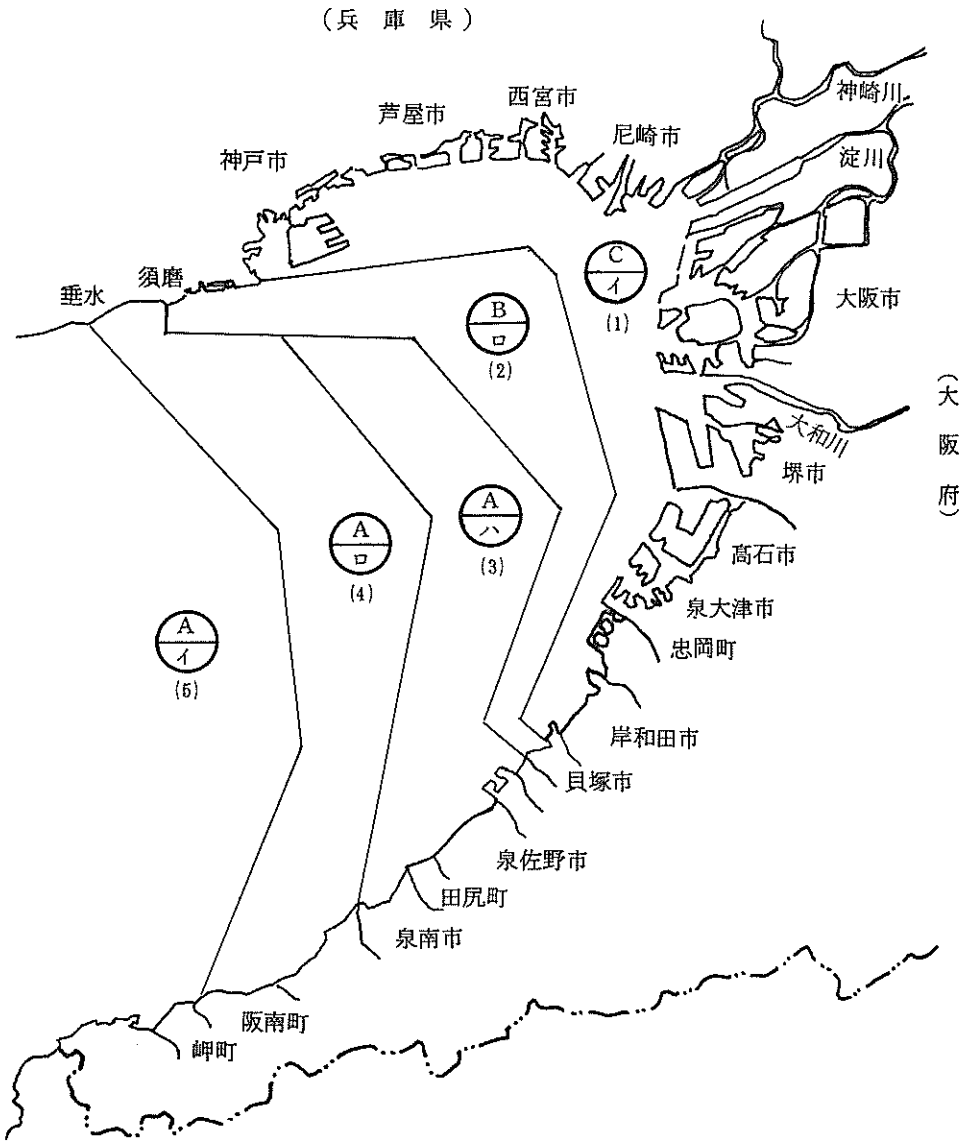 (兵庫県)
神崎川
西宮市
芦屋市
尼崎市
淀川
神戸市
須磨
垂水
C
イ
(1)
大阪市
B
ロ
(2)
(大阪府)
大和川
堺市
A
ハ
(3)
A
ロ
(4)
高石市
泉大津市
忠岡町
A
イ
(5)
岸和田市
貝塚市
泉佐野市
田尻町
泉南市
阪南町
岬町